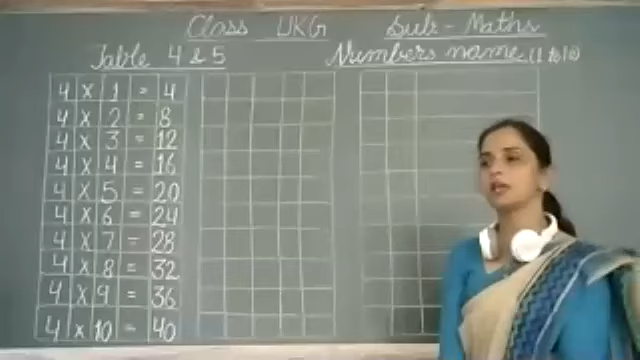 Class UKG Sub - Maths
Table 4 & 5 Numbers name (1 to 10)
4 x 1 = 4
4 x 2 = 8
4 x 3 = 12
4 x 4 = 16
4 x 5 = 20
4 x 6 = 24
4 x 7 = 28
4 x 8 = 32
4 x 9 = 36
4 x 10 = 40